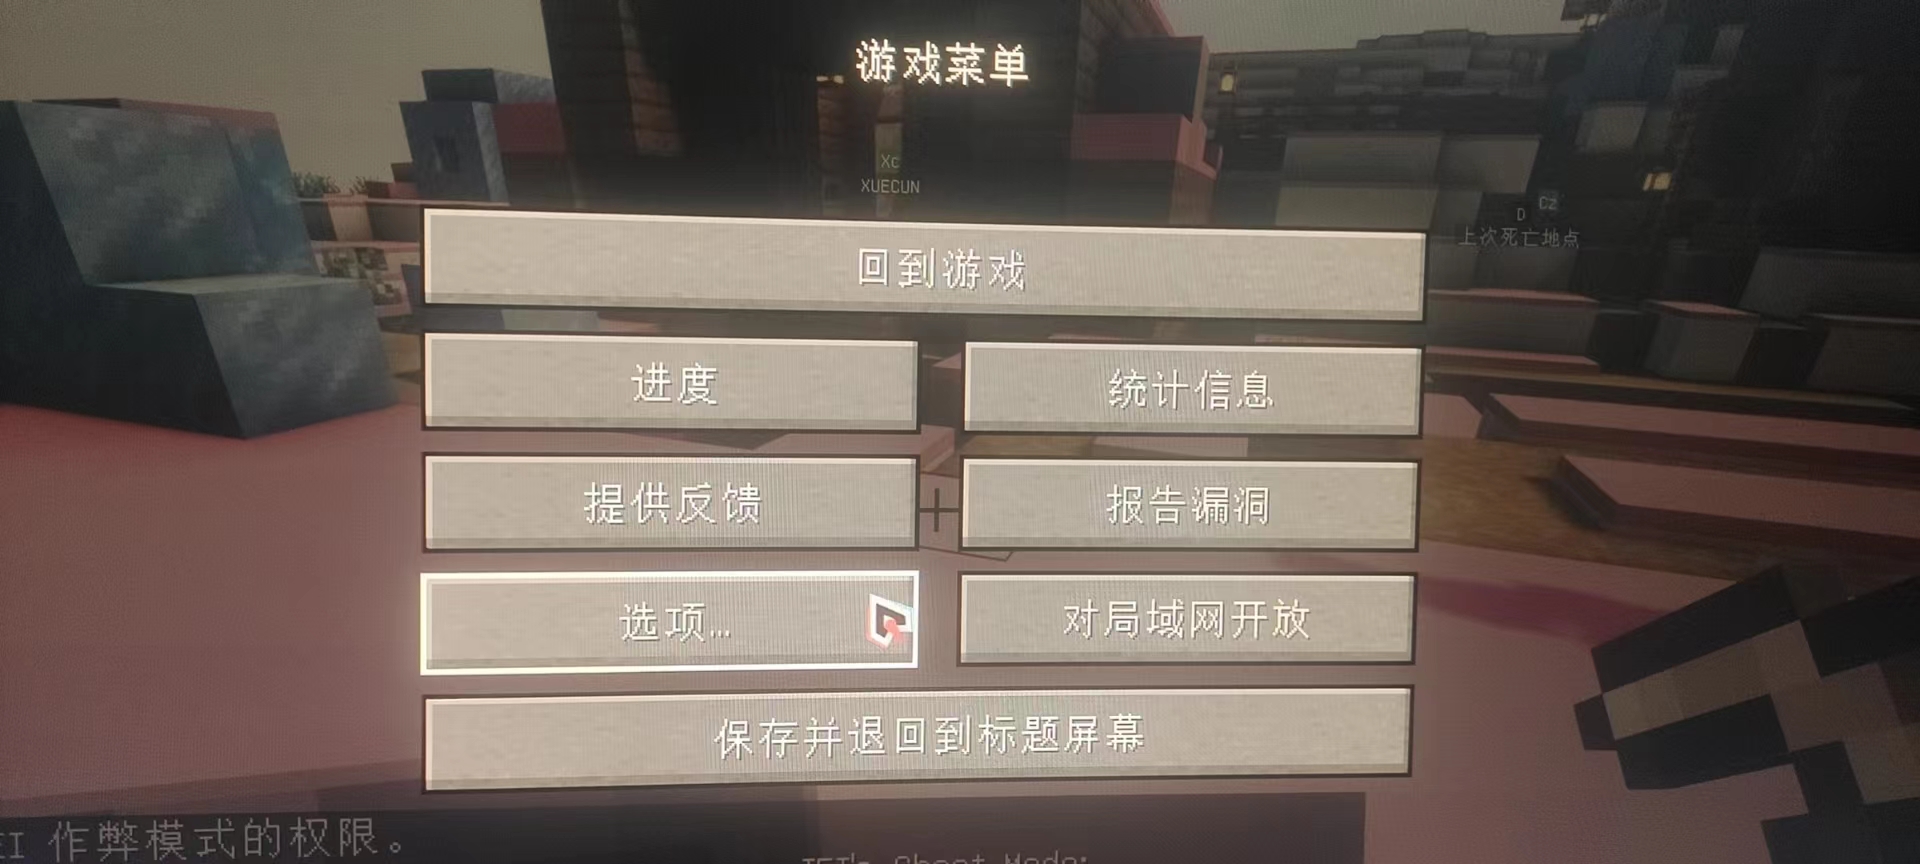 游戏菜单
Xc
XUECUN
Cz
D
上次死亡地点
回到游戏
进度
统计信息
提供反馈
报告漏洞
选项...
对局域网开放
保存并退回到标题屏幕
EI 作弊模式的权限。